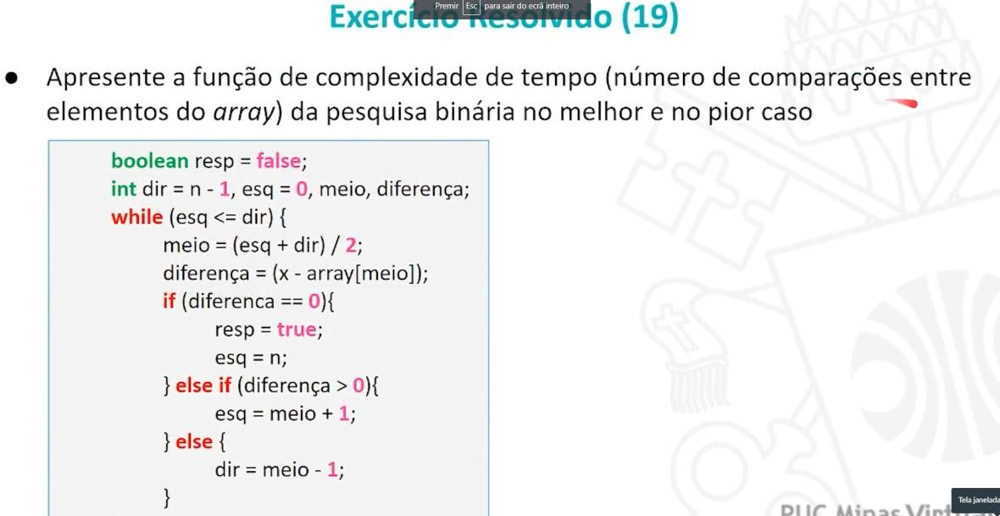 Premir Esc para sair do ecrã inteiro
Exercício Resolvido (19)
● Apresente a função de complexidade de tempo (número de comparações entre
elementos do array) da pesquisa binária no melhor e no pior caso
boolean resp = false;
int dir = n - 1, esq = 0, meio, diferença;
while (esq <= dir) {
meio = (esq + dir) / 2;
diferença = (x - array[meio]);
if (diferenca == 0){
resp = true;
esq = n;
} else if (diferença > 0){
esq = meio + 1;
} else {
dir = meio - 1;
}
Tela janelada
PUC Minas